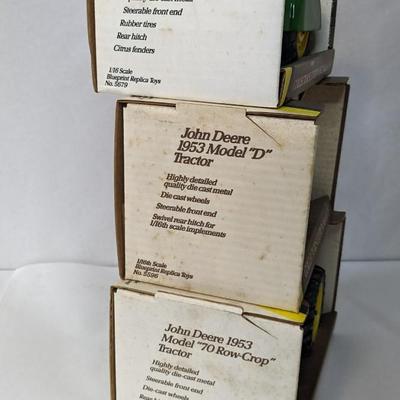 Steerable front end
Rubber tires
Rear hitch
Citrus fenders
1/16 Scale
Blueprint Replica Toys
No. 5679
John Deere
1953 Model "D"
Tractor
Highly detailed
quality die cast metal
Die cast wheels
Steerable front end
Swivel rear hitch for
1/16th scale implements
1/16th Scale
Blueprint Replica Toys
No. 5596
John Deere 1953
Model "70 Row-Crop"
Tractor
Highly detailed
quality die-cast metal
Steerable front end
Die cast wheels